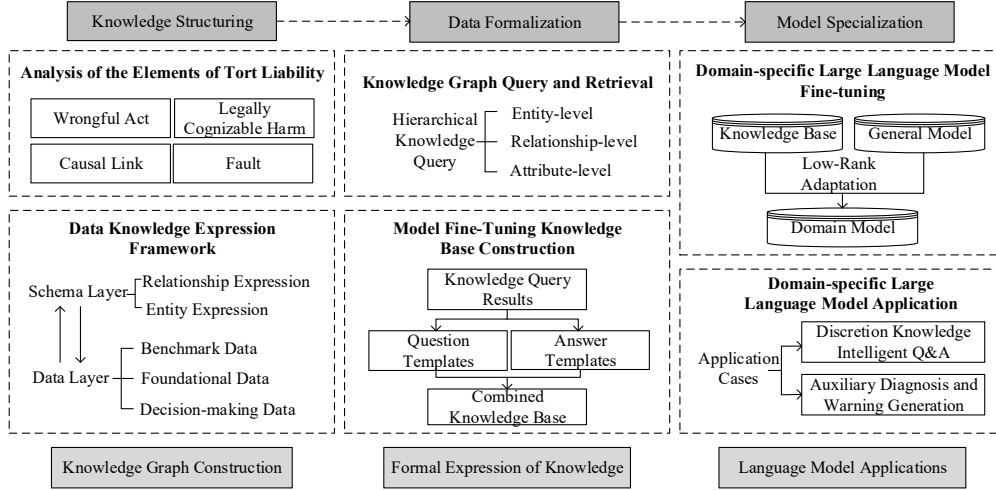 Knowledge Structuring
Data Formalization
Model Specialization
Analysis of the Elements of Tort Liability
Wrongful Act
Legally
Cognizable Harm
Causal Link
Fault
Data Knowledge Expression
Framework
Schema Layer
Relationship Expression
Entity Expression
Data Layer
Benchmark Data
Foundational Data
Decision-making Data
Knowledge Graph Construction
Knowledge Graph Query and Retrieval
Hierarchical
Knowledge
Query
Entity-level
Relationship-level
Attribute-level
Model Fine-Tuning Knowledge
Base Construction
Knowledge Query
Results
Question
Templates
Answer
Templates
Combined
Knowledge Base
Formal Expression of Knowledge
Domain-specific Large Language Model
Fine-tuning
Knowledge Base
General Model
Low-Rank
Adaptation
Domain Model
Domain-specific Large
Language Model Application
Application
Cases
Discretion Knowledge
Intelligent Q&A
Auxiliary Diagnosis and
Warning Generation
Language Model Applications